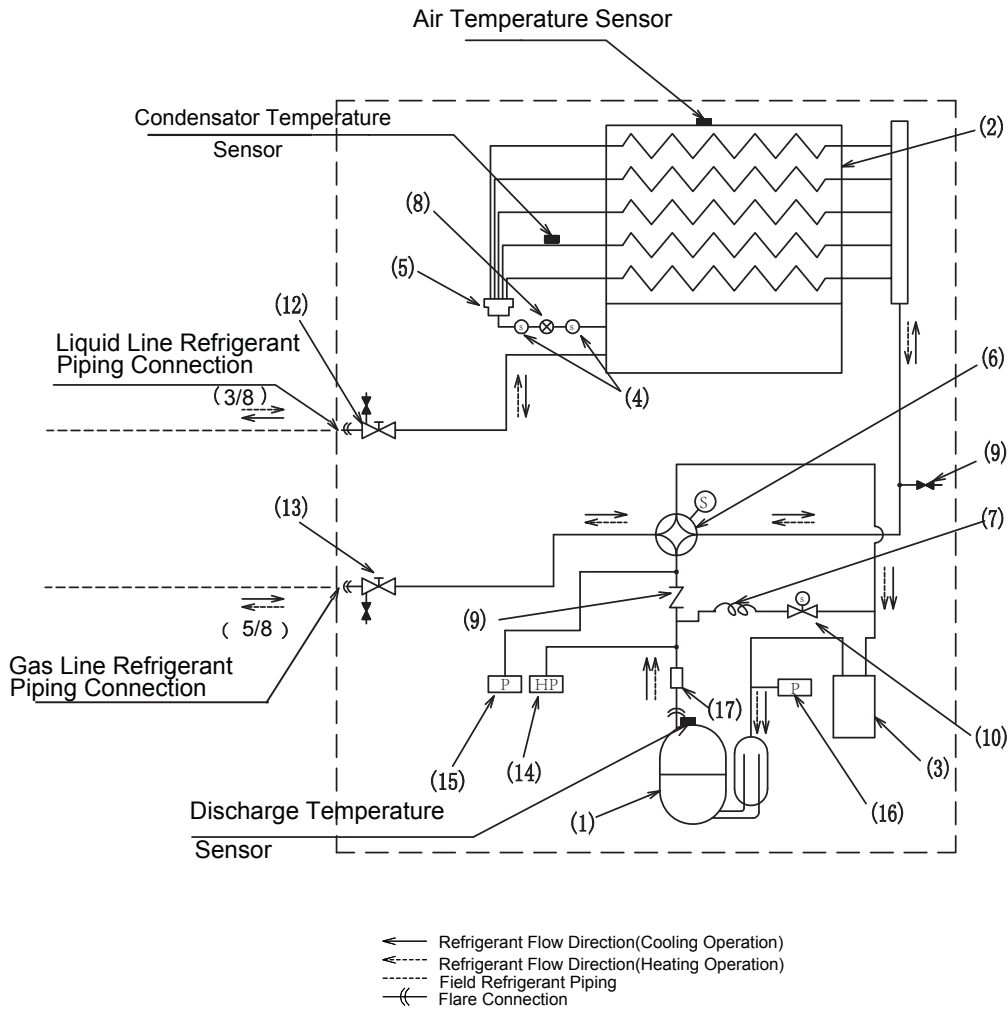 Air Temperature Sensor
Condensator Temperature
Sensor
(2)
(8)
(5)
(12)
S
S
Liquid Line Refrigerant
Piping Connection
(4)
(6)
(3/8)
(9)
S
(13)
(7)
S
(9)
(5/8)
Gas Line Refrigerant
Piping Connection
P
HP
(17)
P
(10)
(15)
(14)
(3)
Discharge Temperature
Sensor
(1)
(16)
Refrigerant Flow Direction(Cooling Operation)
Refrigerant Flow Direction(Heating Operation)
Field Refrigerant Piping
Flare Connection